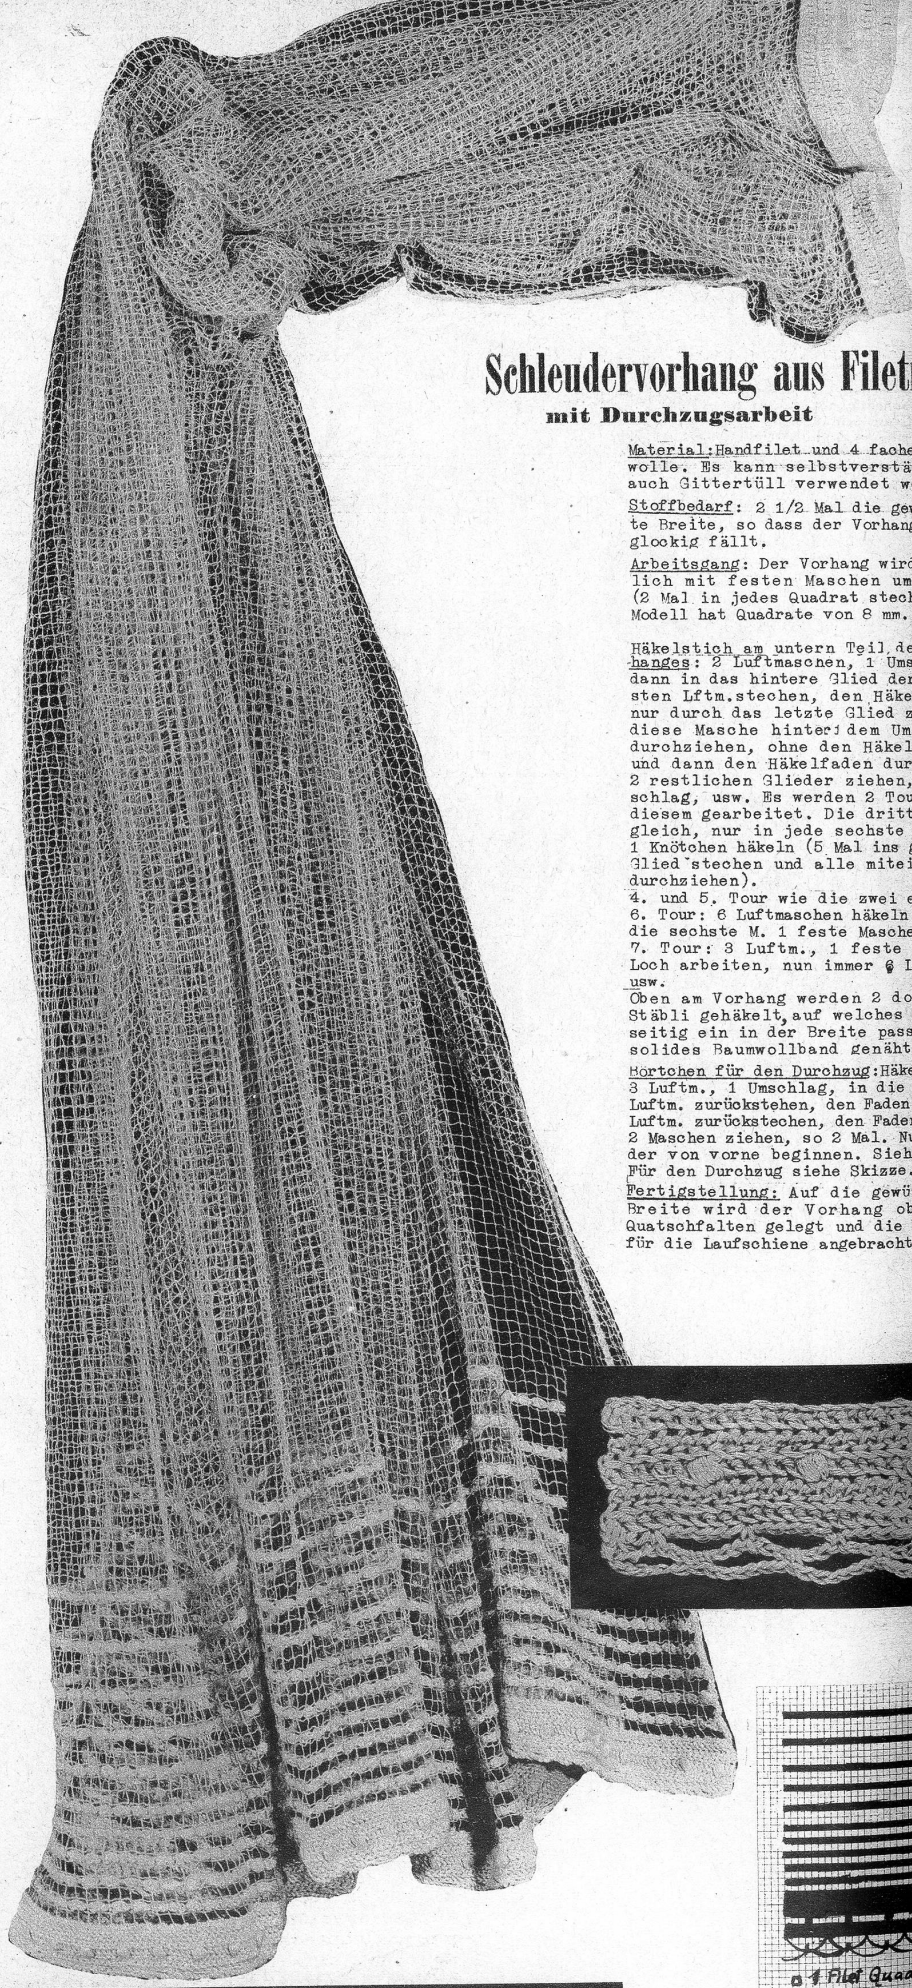 Schleudervorhang aus Filet
mit Durchzugsarbeit
Material:Handfilet und 4 fache
wolle. Es kann selbstverstä
auch Gittertüll verwendet w
Stoffbedarf: 2 1/2 Mal die gew
te Breite, so dass der Vorhang
glockig fällt.
Arbeitsgang: Der Vorhang wird
lich mit festen Maschen um
(2 Mal in jedes Quadrat stech
Modell hat Quadrate von 8 mm.
Häkelstich am untern Teil de
hanges: 2 Luftmaschen, 1 Ums
dann in das hintere Glied der
sten Lftm.stechen, den Häke
nur durch das letzte Glied z
diese Masche hinter dem Um
durchziehen, ohne den Häkel
und dann den Häkelfaden dur
2 restlichen Glieder ziehen,
schlag, usw. Es werden 2 Tou
diesem gearbeitet. Die dritt
gleich, nur in jede sechste
1 Knötchen häkeln (5 Mal ins g
Glied stechen und alle mitei
durchziehen).
4. und 5. Tour wie die zwei e
6. Tour: 6 Luftmaschen häkeln
die sechste M. 1 feste Masche
7. Tour: 3 Luftm., 1 feste
Loch arbeiten, nun immer 6 L
usw.
Oben am Vorhang werden 2 do
Stäbli gehäkelt, auf welches
seitig ein in der Breite pass
solides Baumwollband genäht
Börtchen für den Durchzug:Häke
3 Luftm., 1 Umschlag, in die
Luftm. zurückstehen, den Faden
Luftm. zurückstechen, den Faden
2 Maschen ziehen, so 2 Mal. Nu
der von vorne beginnen. Sieh
Für den Durchzug siehe Skizze.
Fertigstellung: Auf die gewü
Breite wird der Vorhang ob
Quatschfalten gelegt und die
für die Laufschiene angebracht
1 Filet Quad